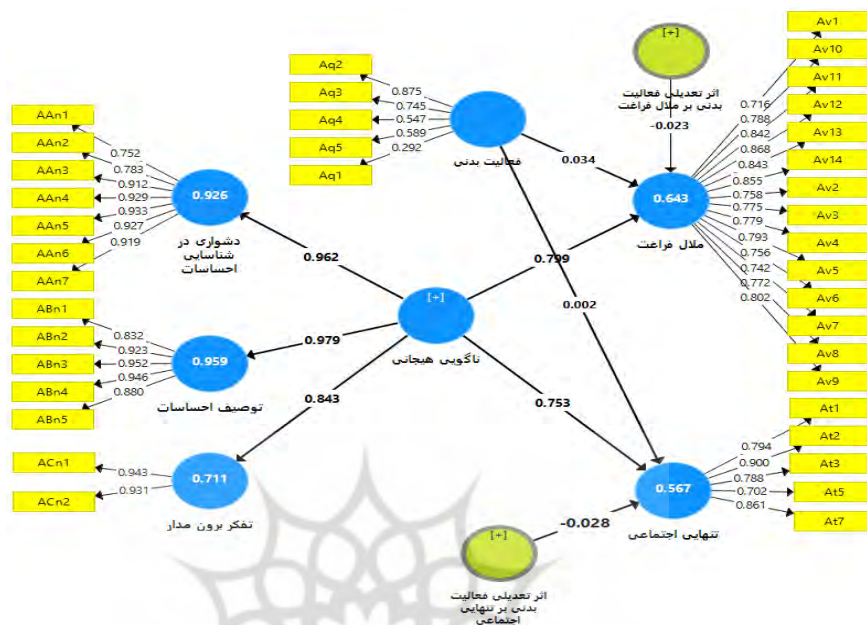 [+]
اثر تعدیلی فعالیت
بدنی بر ملال فراغت
-0.023
Aq2
Aq3
Aq4
Aq5
Aq1
0.875
0.745
0.547
0.589
0.292
فعالیت بدنی
0.034
0.002
Av1
Av10
Av11
Av12
Av13
Av14
Av2
Av3
Av4
Av5
Av6
Av7
Av8
Av9
0.716
0.788
0.842
0.868
0.843
0.855
0.758
0.775
0.779
0.793
0.756
0.742
0.772
0.802
0.643
ملال فراغت
AAn1
AAn2
AAn3
AAn4
AAn5
AAn6
AAn7
0.752
0.783
0.912
0.929
0.933
0.927
0.919
0.926
دشواری در
شناسایی
احساسات
0.962
0.799
[+]
ناگویی هیجانی
ABn1
ABn2
ABn3
ABn4
ABn5
0.832
0.923
0.952
0.946
0.880
0.959
توصیف احساسات
0.979
0.843
0.753
ACn1
ACn2
0.943
0.931
0.711
تفکر برون مدار
At1
At2
At3
At5
At7
0.794
0.900
0.788
0.702
0.861
0.567
تنهایی اجتماعی
-0.028
[+]
اثر تعدیلی فعالیت
بدنی بر تنهایی
اجتماعی